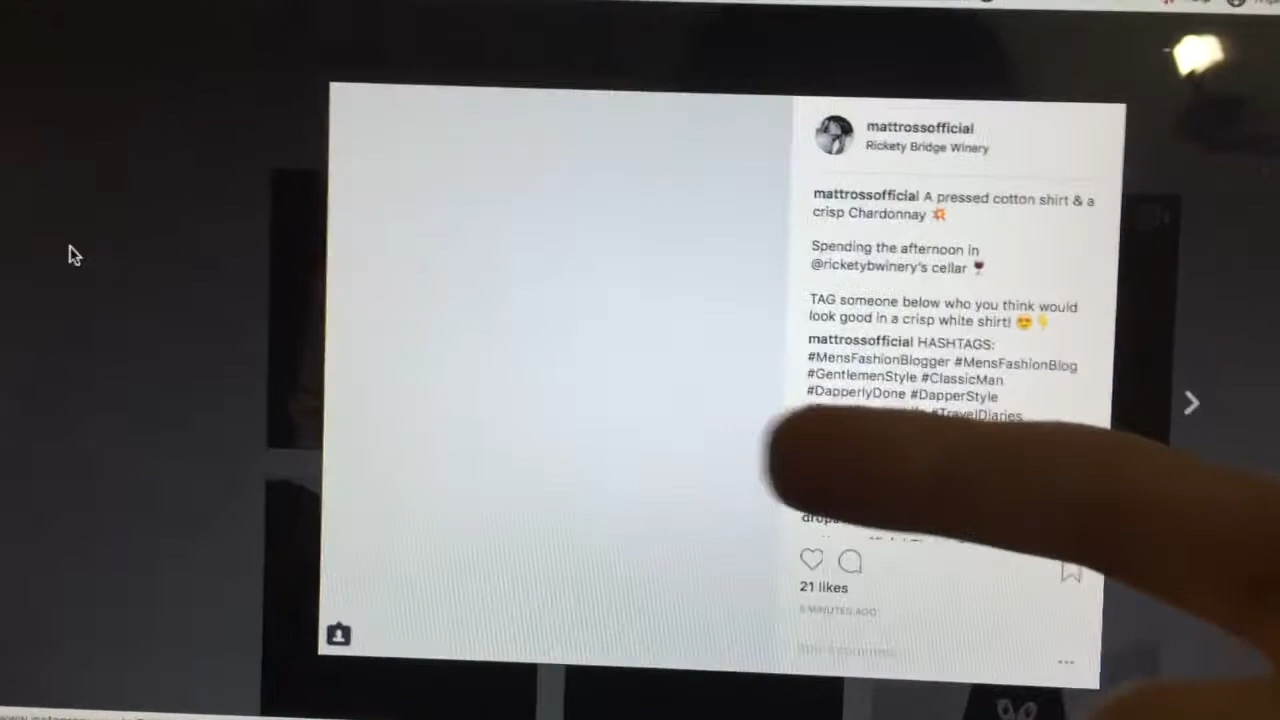 mattrossofficial
Rickety Bridge Winery
mattrossofficial A pressed cotton shirt & a
crisp Chardonnay 💥
Spending the afternoon in
@ricketybwinery's cellar 🍷
TAG someone below who you think would
look good in a crisp white shirt! 😍👇
mattrossofficial HASHTAGS:
#MensFashionBlogger #MensFashionBlog
#GentlemenStyle #ClassicMan
#DapperlyDone #DapperStyle
#TravelDiaries
21 likes
6 MINUTES AGO